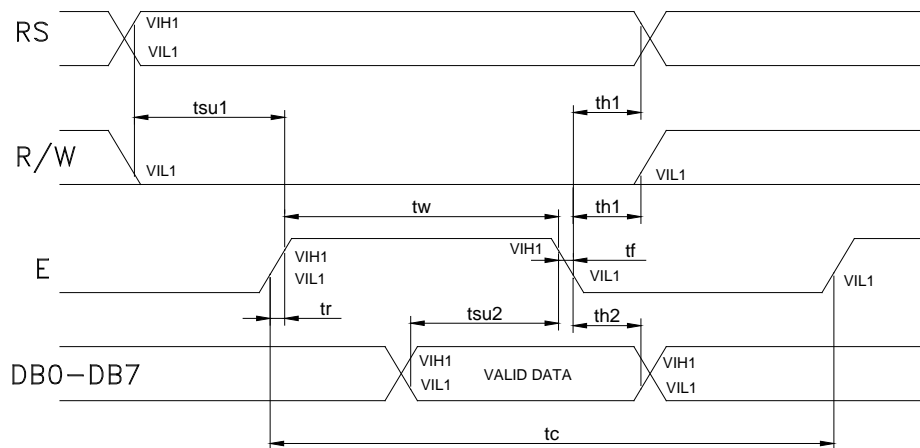 RS
VIH1
VIL1
tsu1
th1
R/W
VIL1
VIL1
tw
th1
E
VIH1
VIL1
VIH1
tf
VIL1
VIL1
tr
tsu2
th2
DB0-DB7
VIH1
VIL1
VALID DATA
VIH1
VIL1
tc